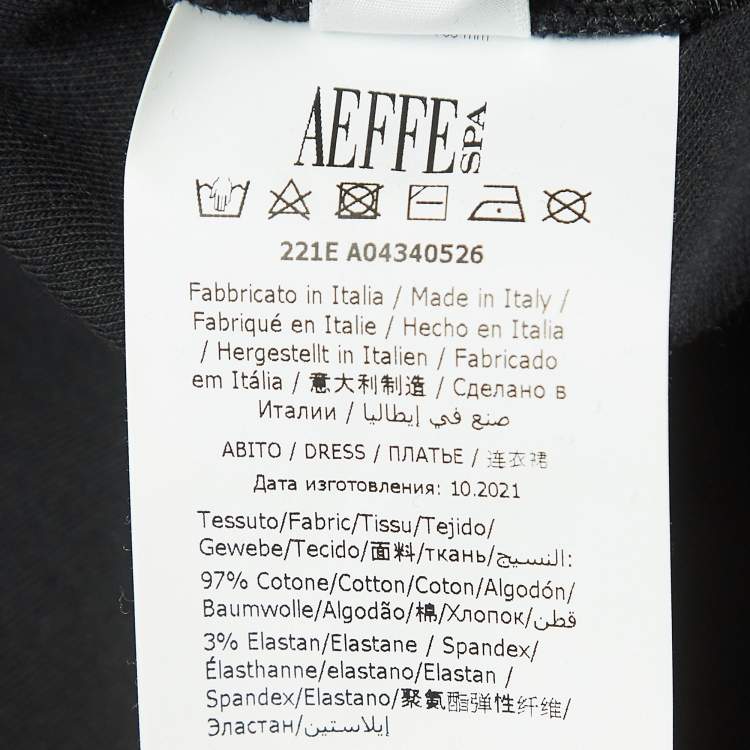 AEFFE SPA
221E A04340526
Fabbricato in Italia / Made in Italy /
Fabriqué en Italie / Hecho en Italia
/ Hergestellt in Italien / Fabricado
em Itália / 意大利制造 / Сделано в
Италии / صنع في إيطاليا
ABITO / DRESS / ПЛАТЬЕ / 连衣裙
Дата изготовления: 10.2021
Tessuto/Fabric/Tissu/Tejido/
Gewebe/Tecido/面料/ткань/النسيج:
97% Cotone/Cotton/Coton/Algodón/
Baumwolle/Algodão/棉/Хлопок/قطن
3% Elastan/Elastane / Spandex/
Élasthanne/elastano/Elastan /
Spandex/Elastano/聚氨酯弹性纤维/
Эластан/إيلاستين